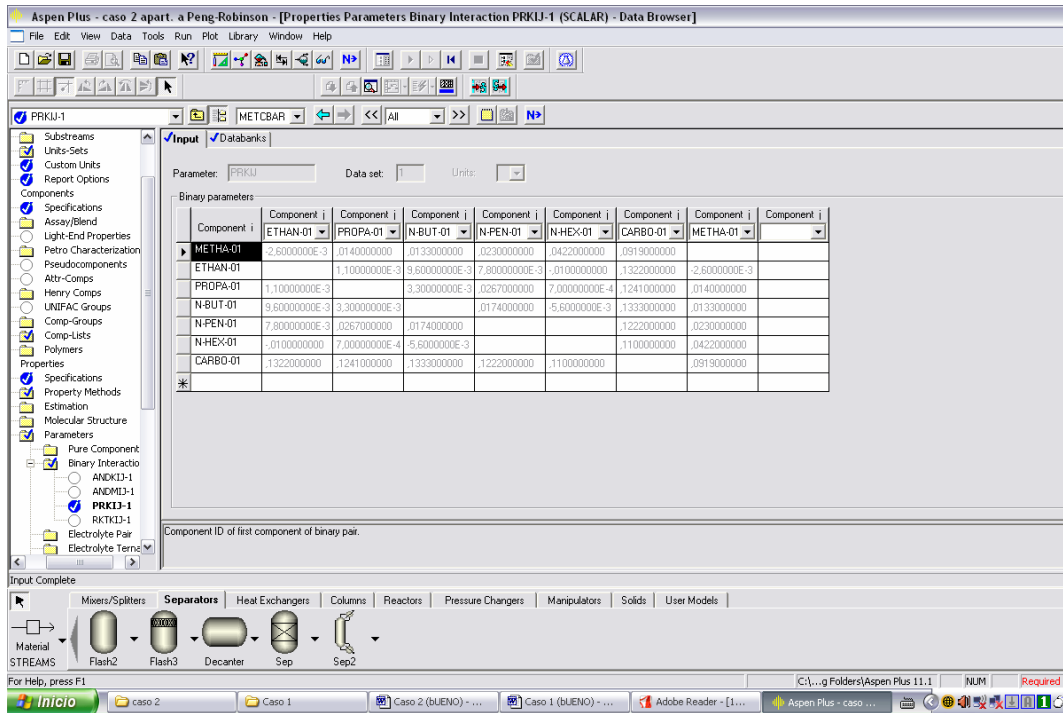 Aspen Plus - caso 2 apart. a Peng-Robinson - [Properties Parameters Binary Interaction PRKIJ-1 (SCALAR) - Data Browser]
File Edit View Data Tools Run Plot Library Window Help
N>
PRKIJ-1 METCBAR << All >> N>
Substreams
Units-Sets
Custom Units
Report Options
Components
Specifications
Assay/Blend
Light-End Properties
Petro Characterization
Pseudocomponents
Attr-Comps
Henry Comps
UNIFAC Groups
Comp-Groups
Comp-Lists
Polymers
Properties
Specifications
Property Methods
Estimation
Molecular Structure
Parameters
Pure Component
Binary Interactio
ANDKIJ-1
ANDMIJ-1
PRKIJ-1
RKTKIJ-1
Electrolyte Pair
Electrolyte Terna
Input Databanks
Parameter: PRKIJ Data set: 1 Units:
Binary parameters
Component i Component j Component j Component j Component j Component j Component j Component j Component j
ETHAN-01 PROPA-01 N-BUT-01 N-PEN-01 N-HEX-01 CARBO-01 METHA-01
METHA-01 -2,6000000E-3 ,0140000000 ,0133000000 ,0230000000 ,0422000000 ,0919000000
ETHAN-01 1,10000000E-3 9,60000000E-3 7,80000000E-3 -,0100000000 ,1322000000 -2,6000000E-3
PROPA-01 1,10000000E-3 3,30000000E-3 ,0267000000 7,00000000E-4 ,1241000000 ,0140000000
N-BUT-01 9,60000000E-3 3,30000000E-3 ,0174000000 -5,6000000E-3 ,1333000000 ,0133000000
N-PEN-01 7,80000000E-3 ,0267000000 ,0174000000 ,1222000000 ,0230000000
N-HEX-01 -,0100000000 7,00000000E-4 -5,6000000E-3 ,1100000000 ,0422000000
CARBO-01 ,1322000000 ,1241000000 ,1333000000 ,1222000000 ,1100000000 ,0919000000
*
Component ID of first component of binary pair.
Input Complete
Mixers/Splitters Separators Heat Exchangers Columns Reactors Pressure Changers Manipulators Solids User Models
Material
STREAMS Flash2 Flash3 Decanter Sep Sep2
For Help, press F1 C:\...g Folders\Aspen Plus 11.1 NUM Required
Inicio caso 2 Caso 1 Caso 2 (bUENO) - ... Caso 1 (bUENO) - ... Adobe Reader - [1... Aspen Plus - caso ...